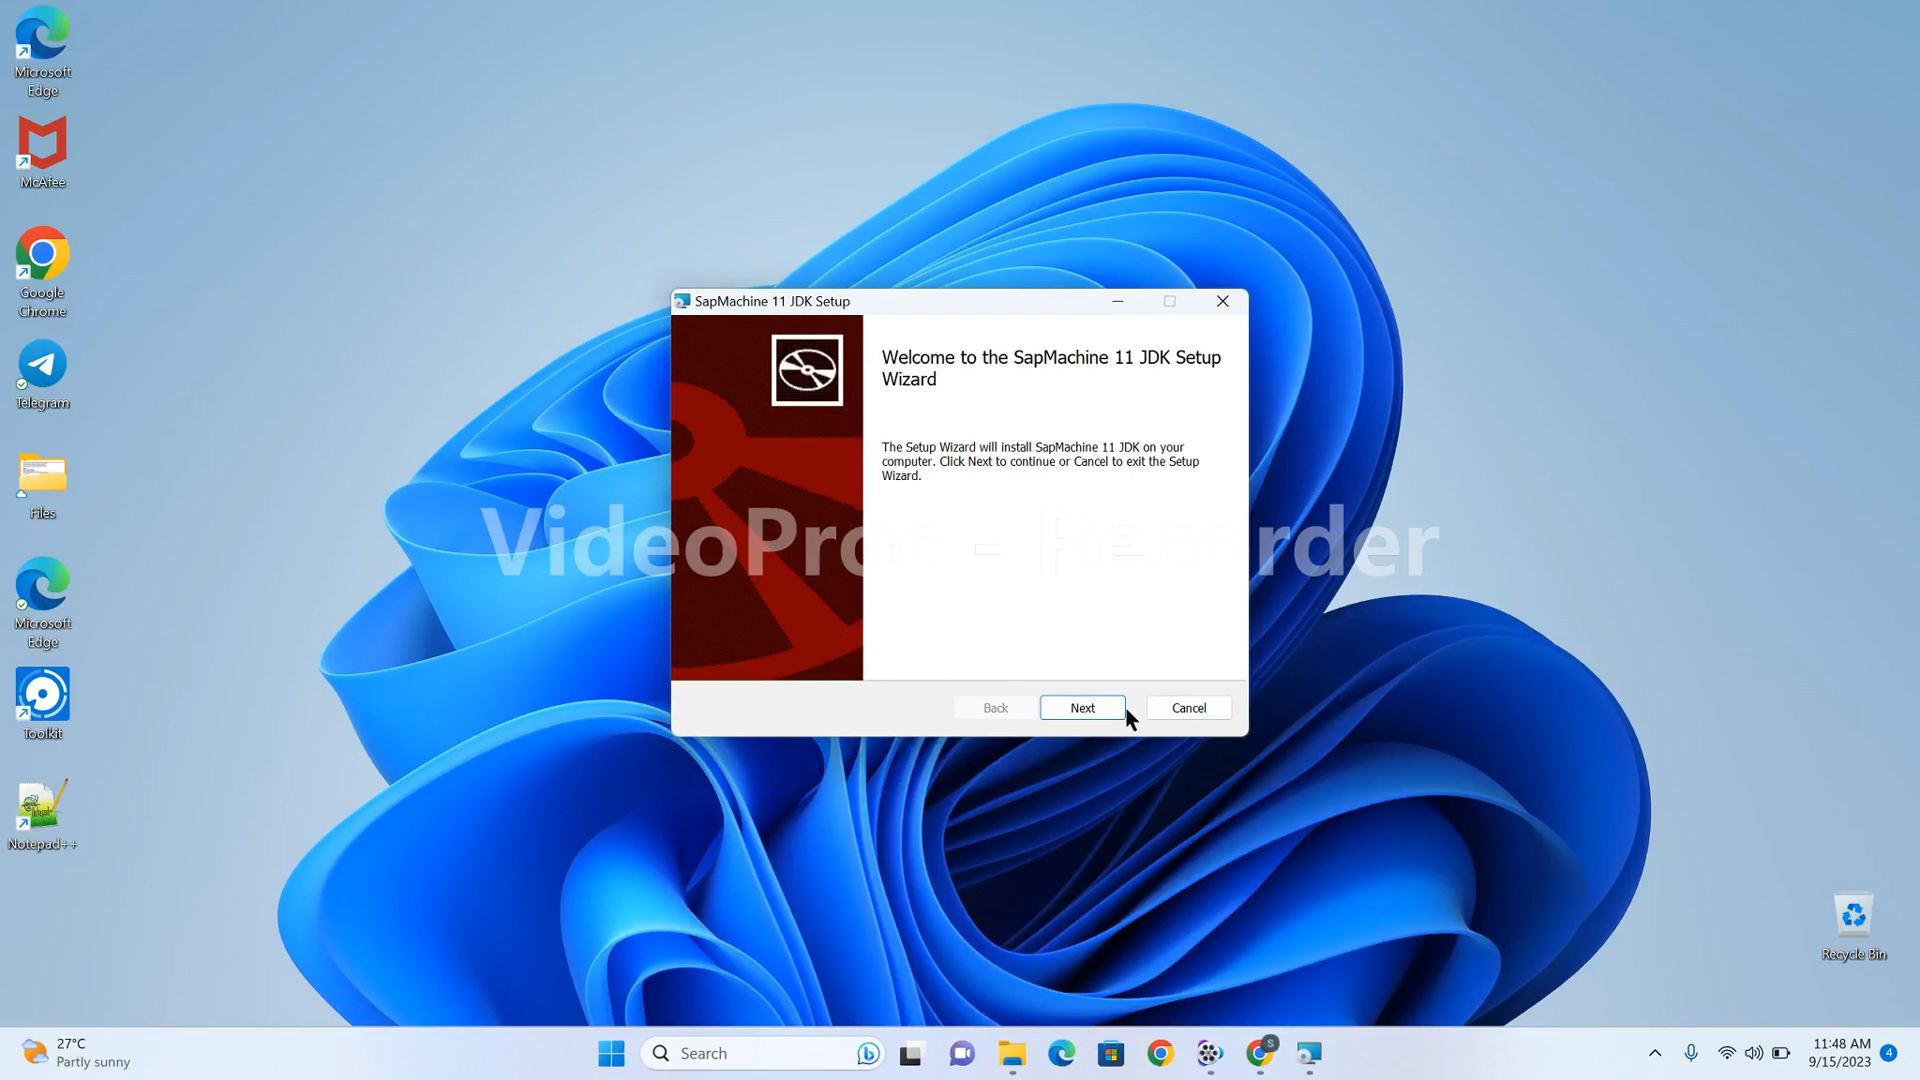 Microsoft
Edge
McAfee
Google
Chrome
Telegram
Files
Microsoft
Edge
Toolkit
Notepad++
SapMachine 11 JDK Setup
Welcome to the SapMachine 11 JDK Setup
Wizard
The Setup Wizard will install SapMachine 11 JDK on your
computer. Click Next to continue or Cancel to exit the Setup
Wizard.
VideoProc - Recorder
Back
Next
Cancel
Recycle Bin
27°C
Partly sunny
Search
S
11:48 AM
9/15/2023
4